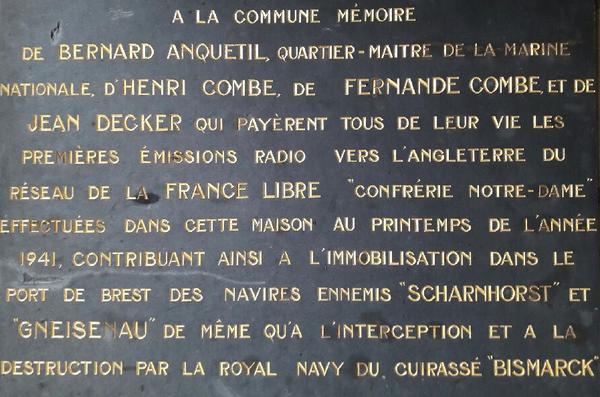 A LA COMMUNE MÉMOIRE
DE BERNARD ANQUETIL, QUARTIER-MAITRE DE LA MARINE
NATIONALE, D'HENRI COMBE, DE FERNANDE COMBE, ET DE
JEAN DECKER QUI PAYÈRENT TOUS DE LEUR VIE LES
PREMIÈRES ÉMISSIONS RADIO VERS L'ANGLETERRE DU
RÉSEAU DE LA FRANCE LIBRE "CONFRÉRIE NOTRE-DAME"
EFFECTUÉES DANS CETTE MAISON AU PRINTEMPS DE L'ANNÉE
1941, CONTRIBUANT AINSI A L'IMMOBILISATION DANS LE
PORT DE BREST DES NAVIRES ENNEMIS "SCHARNHORST" ET
"GNEISENAU" DE MÊME QU'A L'INTERCEPTION ET A LA
DESTRUCTION PAR LA ROYAL NAVY DU CUIRASSÉ "BISMARCK"